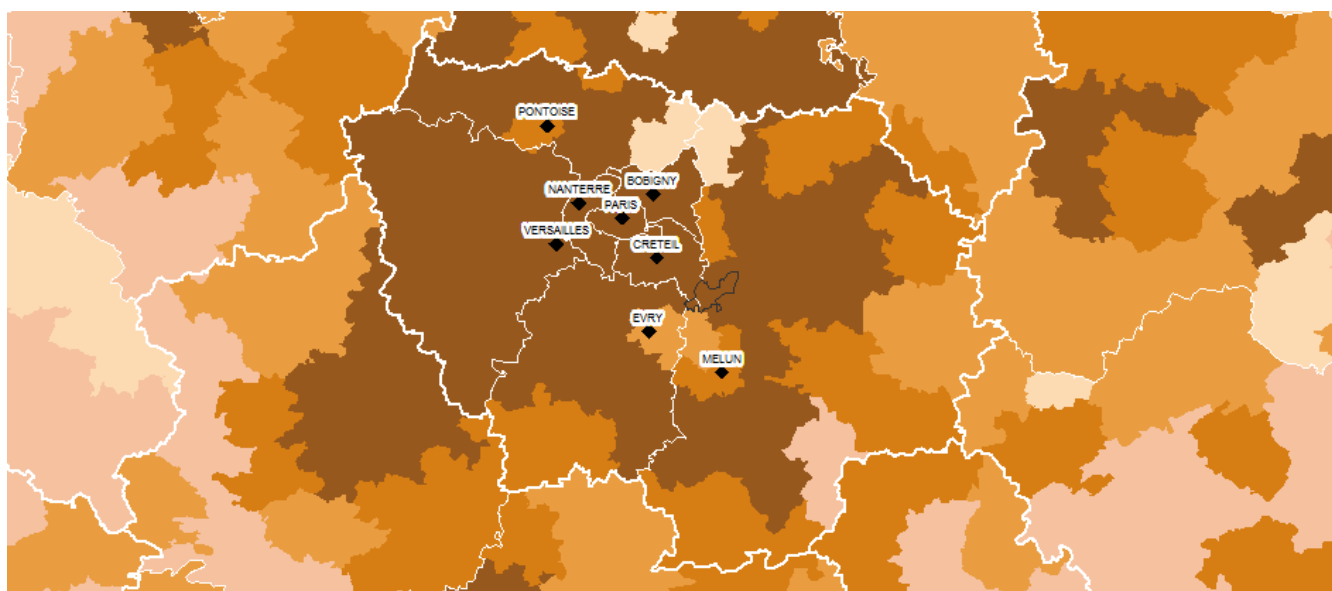 PONTOISE
BOBIGNY
NANTERRE
PARIS
VERSAILLES
CRETEIL
EVRY
MELUN